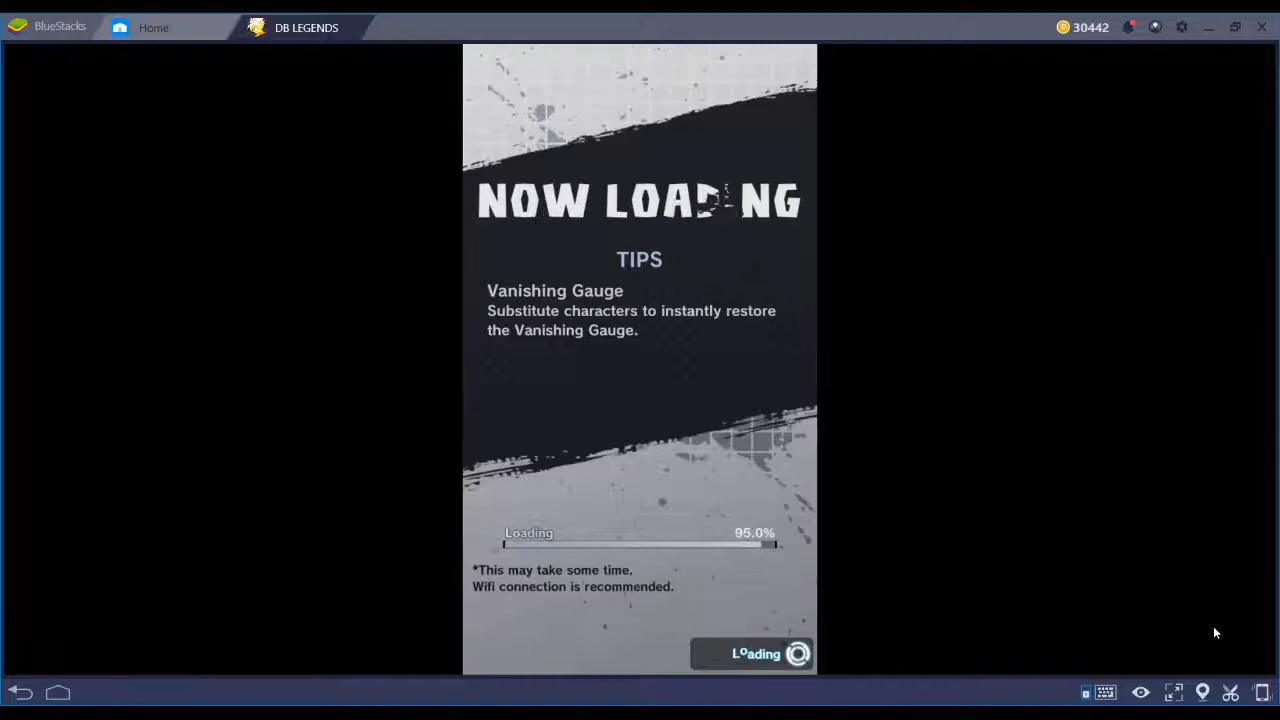 BlueStacks
Home
DB LEGENDS
30442
NOW LOADING
TIPS
Vanishing Gauge
Substitute characters to instantly restore
the Vanishing Gauge.
Loading 95.0%
*This may take some time.
Wifi connection is recommended.
Loading